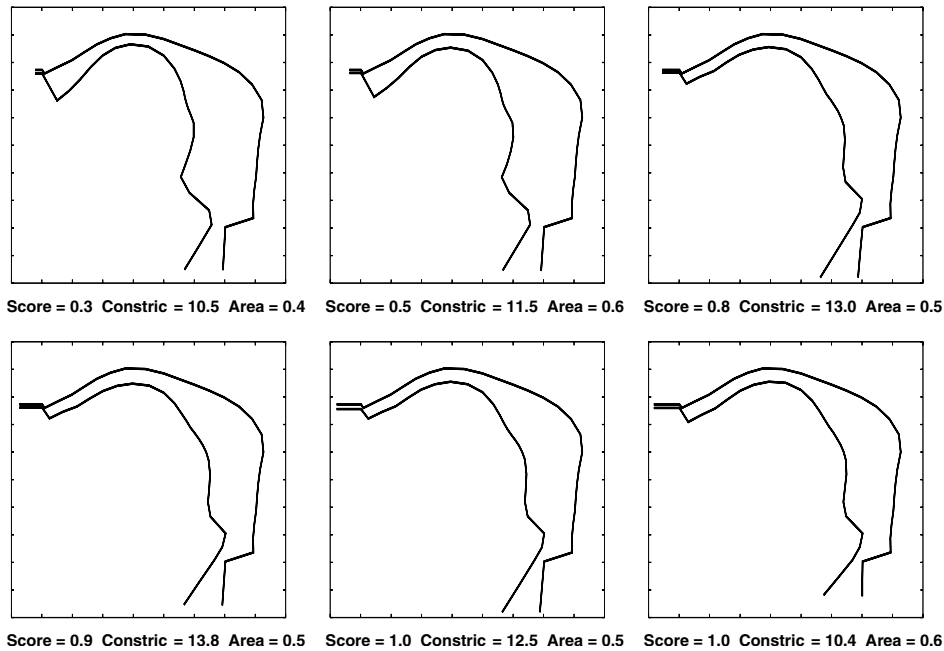 Score = 0.3 Constric = 10.5 Area = 0.4
Score = 0.5 Constric = 11.5 Area = 0.6
Score = 0.8 Constric = 13.0 Area = 0.5
Score = 0.9 Constric = 13.8 Area = 0.5
Score = 1.0 Constric = 12.5 Area = 0.5
Score = 1.0 Constric = 10.4 Area = 0.6